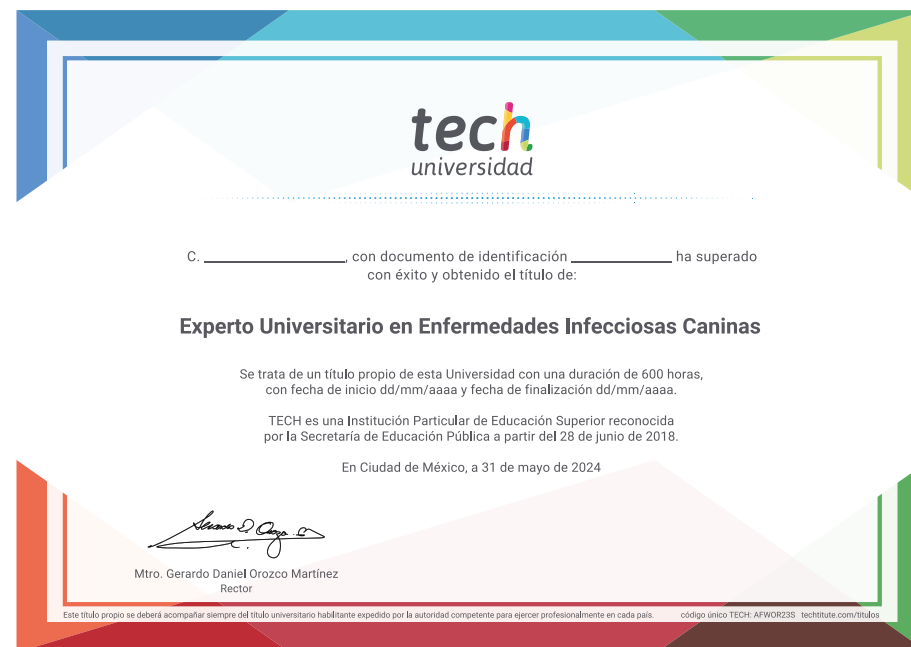 tech
universidad
C. ____________, con documento de identificación ____________ ha superado
con éxito y obtenido el título de:
Experto Universitario en Enfermedades Infecciosas Caninas
Se trata de un título propio de esta Universidad con una duración de 600 horas,
con fecha de inicio dd/mm/aaaa y fecha de finalización dd/mm/aaaa.
TECH es una Institución Particular de Educación Superior reconocida
por la Secretaría de Educación Pública a partir del 28 de junio de 2018.
En Ciudad de México, a 31 de mayo de 2024
Mtro. Gerardo Daniel Orozco Martínez
Rector
Este título propio se deberá acompañar siempre del título universitario habilitante expedido por la autoridad competente para ejercer profesionalmente en cada país. código único TECH: AFWOR23S techtitute.com/titulos